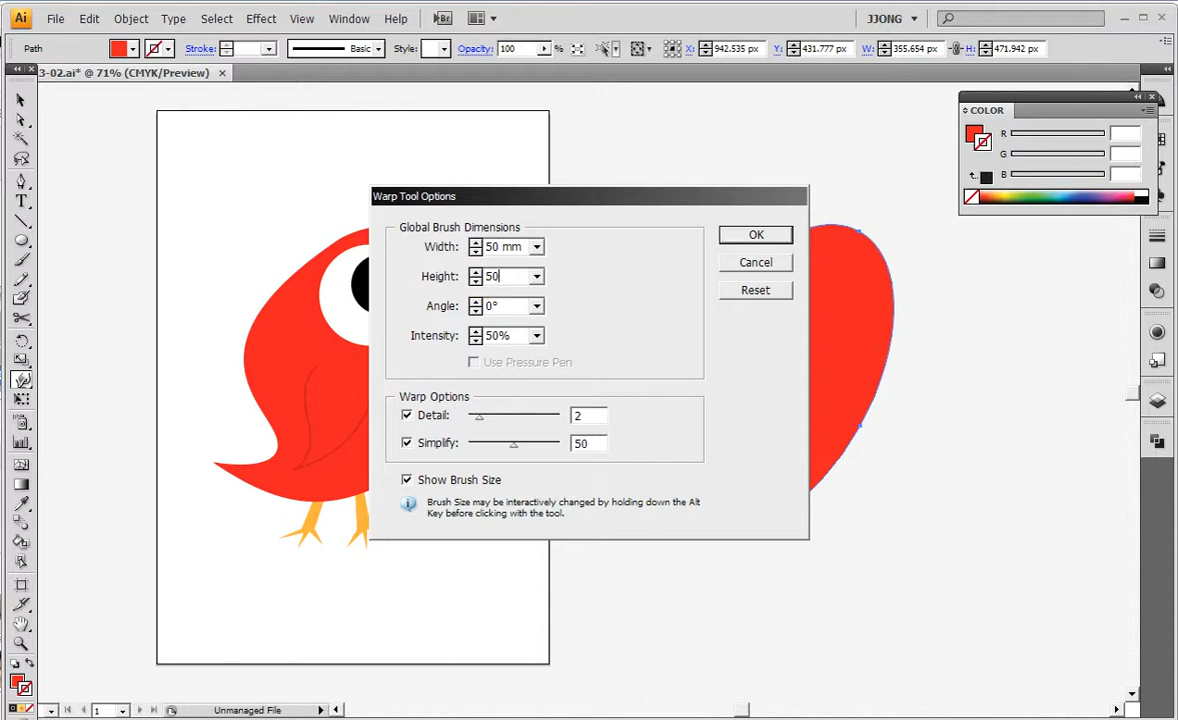 Ai File Edit Object Type Select Effect View Window Help Br JJONG
Path Stroke: Basic Style: Opacity: 100 % X: 942.535 px Y: 431.777 px W: 355.654 px H: 471.942 px
3-02.ai* @ 71% (CMYK/Preview)
COLOR
R
G
B
Warp Tool Options
Global Brush Dimensions
Width: 50 mm
Height: 50
Angle: 0°
Intensity: 50%
Use Pressure Pen
OK
Cancel
Reset
Warp Options
Detail: 2
Simplify: 50
Show Brush Size
Brush Size may be interactively changed by holding down the Alt
Key before clicking with the tool.
1 Unmanaged File